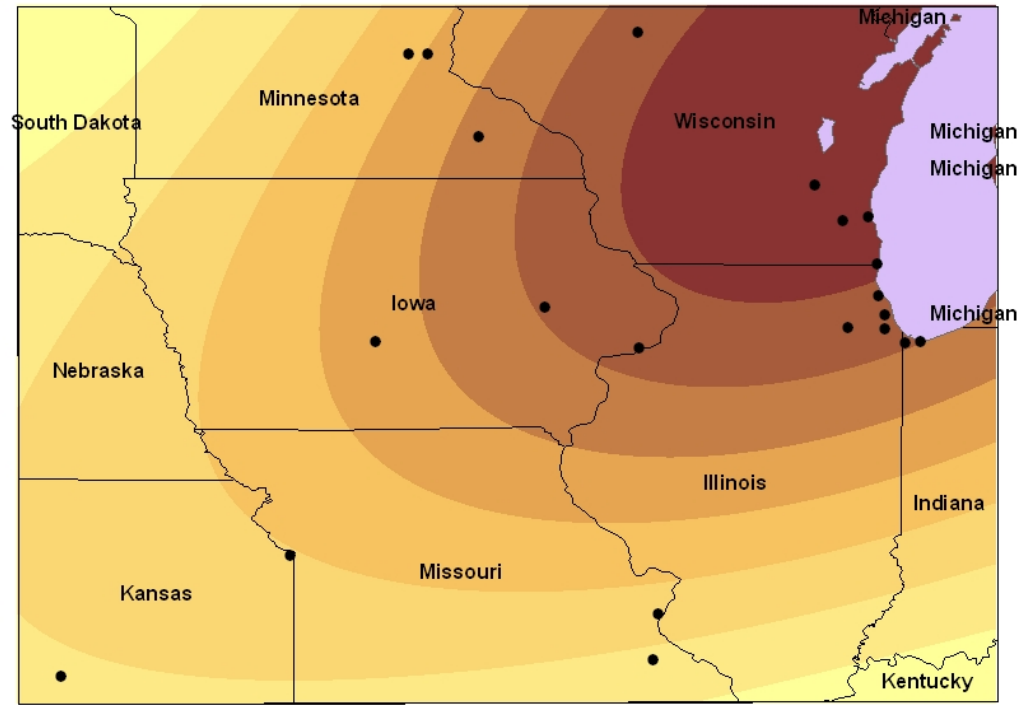 Michigan
Minnesota
South Dakota
Wisconsin
Michigan
Michigan
Iowa
Michigan
Nebraska
Illinois
Indiana
Missouri
Kansas
Kentucky